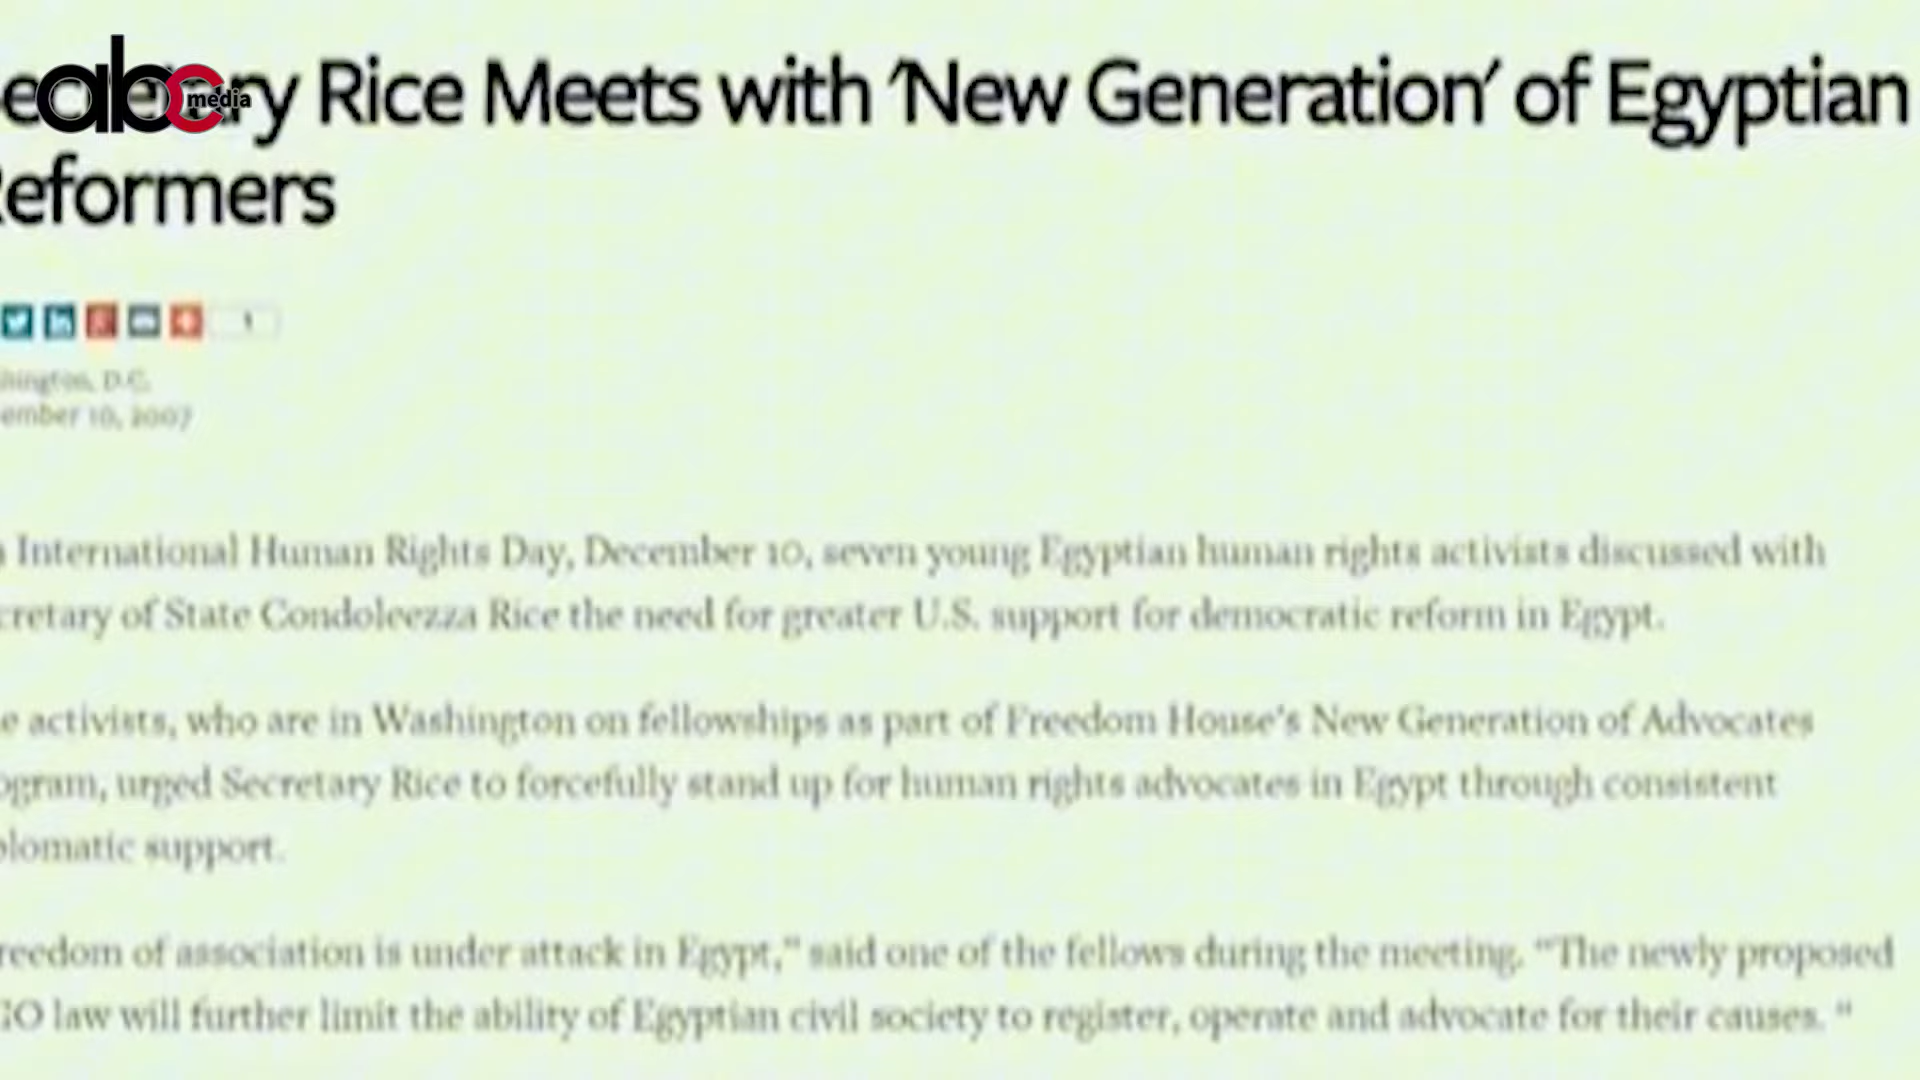 abc media
Rice Meets with ‘New Generation’ of Egyptian
eformers
1
hington, D.C.
ember 10, 2007
International Human Rights Day, December 10, seven young Egyptian human rights activists discussed with
cretary of State Condoleezza Rice the need for greater U.S. support for democratic reform in Egypt.
e activists, who are in Washington on fellowships as part of Freedom House's New Generation of Advocates
ogram, urged Secretary Rice to forcefully stand up for human rights advocates in Egypt through consistent
plomatic support.
reedom of association is under attack in Egypt,” said one of the fellows during the meeting. “The newly proposed
GO law will further limit the ability of Egyptian civil society to register, operate and advocate for their causes. ”